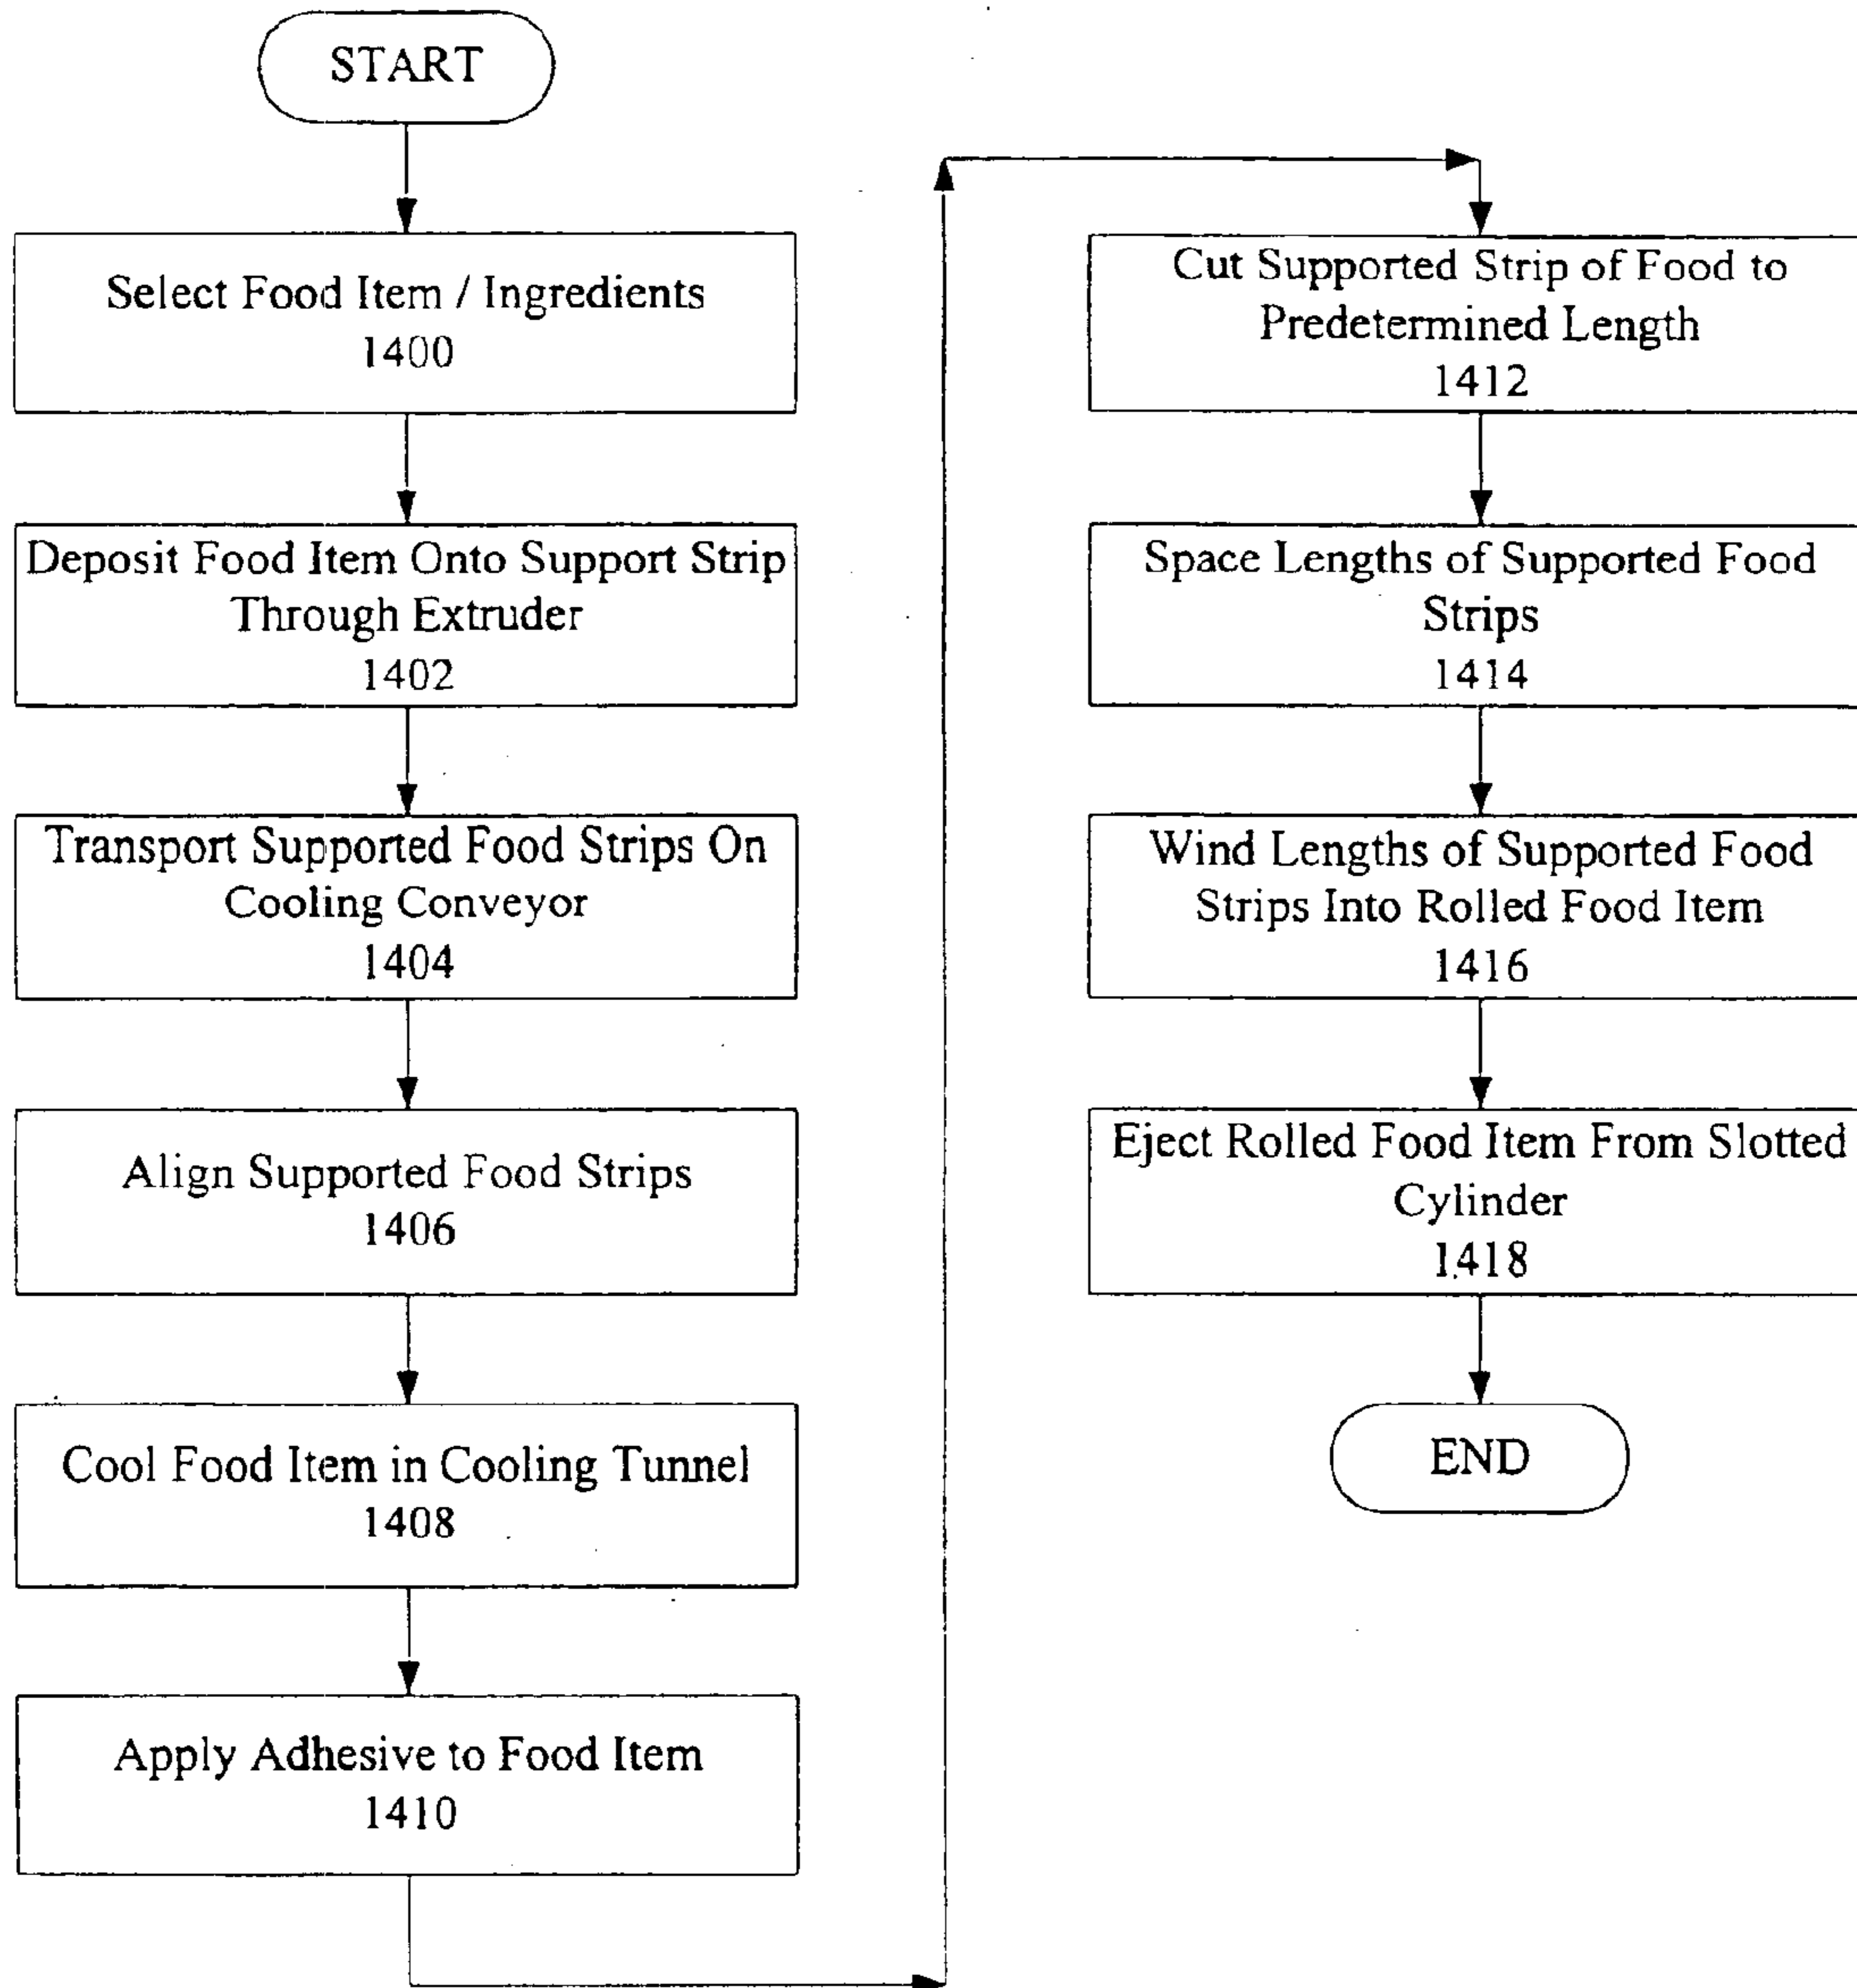 START
Select Food Item / Ingredients
1400
Deposit Food Item Onto Support Strip
Through Extruder
1402
Transport Supported Food Strips On
Cooling Conveyor
1404
Align Supported Food Strips
1406
Cool Food Item in Cooling Tunnel
1408
Apply Adhesive to Food Item
1410
Cut Supported Strip of Food to
Predetermined Length
1412
Space Lengths of Supported Food
Strips
1414
Wind Lengths of Supported Food
Strips Into Rolled Food Item
1416
Eject Rolled Food Item From Slotted
Cylinder
1418
END